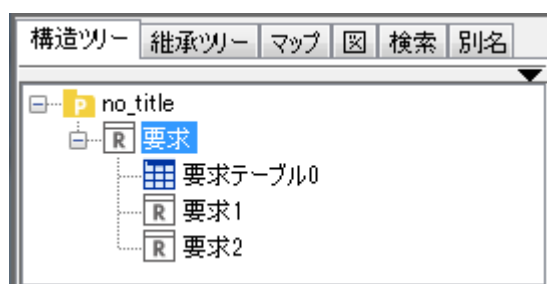 構造ツリー 継承ツリー マップ 図 検索 別名
P no_title
R 要求
要求テーブル0
R 要求1
R 要求2